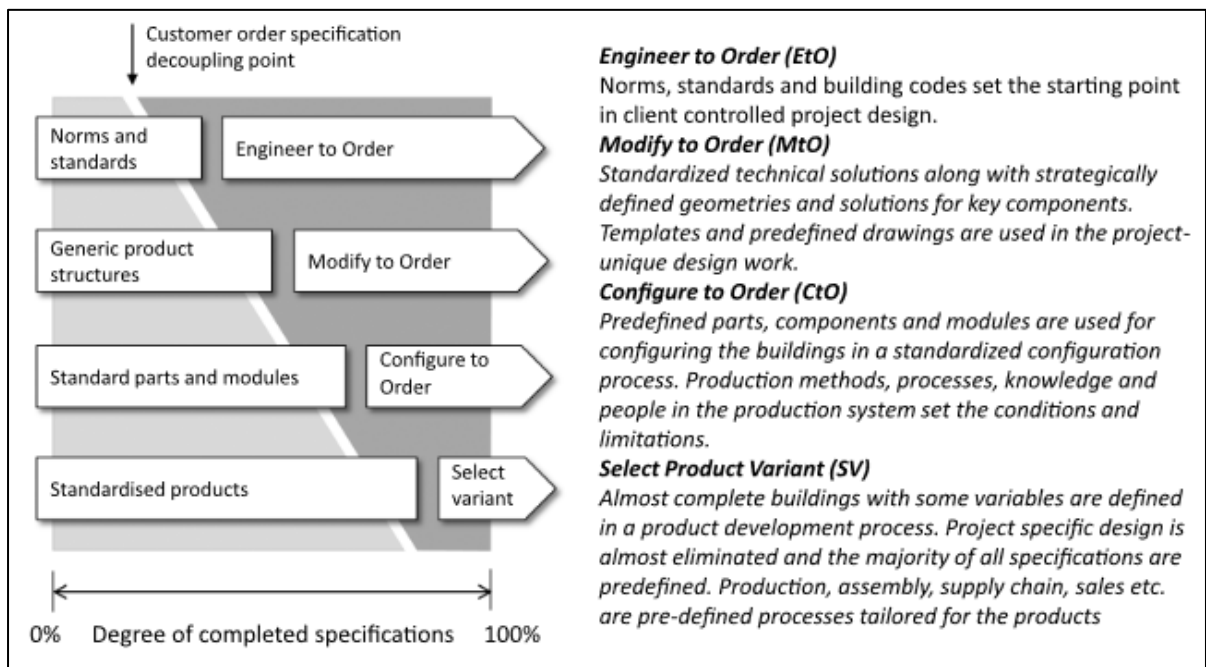 Customer order specification
decoupling point
Norms and
standards
Engineer to Order
Generic product
structures
Modify to Order
Standard parts and modules
Configure to
Order
Standardised products
Select
variant
0%
Degree of completed specifications
100%
Engineer to Order (EtO)
Norms, standards and building codes set the starting point
in client controlled project design.
Modify to Order (MtO)
Standardized technical solutions along with strategically
defined geometries and solutions for key components.
Templates and predefined drawings are used in the project-
unique design work.
Configure to Order (CtO)
Predefined parts, components and modules are used for
configuring the buildings in a standardized configuration
process. Production methods, processes, knowledge and
people in the production system set the conditions and
limitations.
Select Product Variant (SV)
Almost complete buildings with some variables are defined
in a product development process. Project specific design is
almost eliminated and the majority of all specifications are
predefined. Production, assembly, supply chain, sales etc.
are pre-defined processes tailored for the products